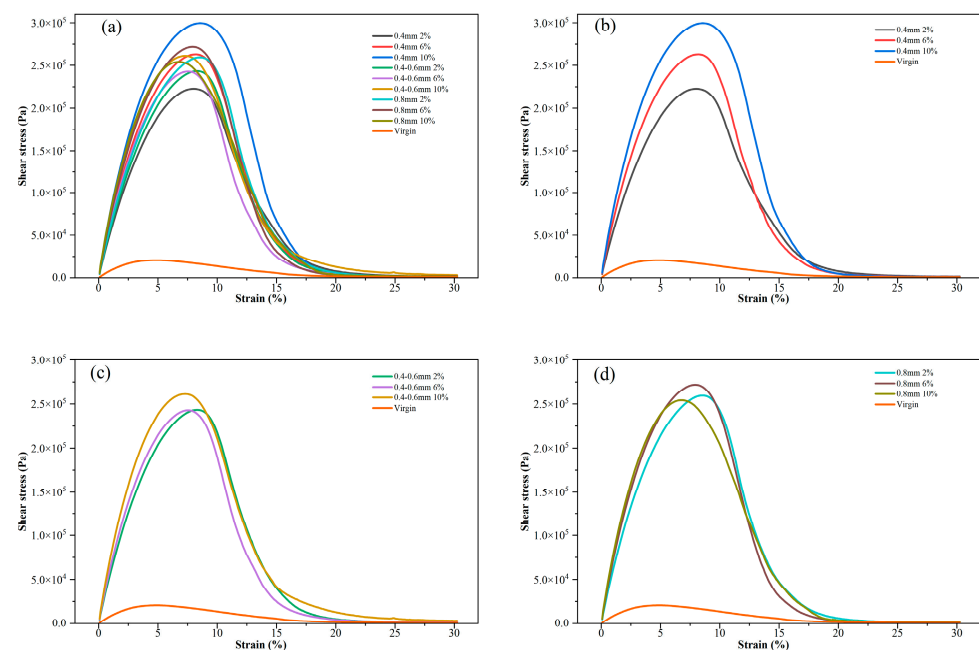 (a)
0.4mm 2%
0.4mm 6%
0.4mm 10%
0.4-0.6mm 2%
0.4-0.6mm 6%
0.4-0.6mm 10%
0.8mm 2%
0.8mm 6%
0.8mm 10%
Virgin
3.0×10⁵
2.5×10⁵
2.0×10⁵
1.5×10⁵
1.0×10⁵
5.0×10⁴
0.0
Shear stress (Pa)
0 5 10 15 20 25 30
Strain (%)
(b)
0.4mm 2%
0.4mm 6%
0.4mm 10%
Virgin
3.0×10⁵
2.5×10⁵
2.0×10⁵
1.5×10⁵
1.0×10⁵
5.0×10⁴
0.0
Shear stress (Pa)
0 5 10 15 20 25 30
Strain (%)
(c)
0.4-0.6mm 2%
0.4-0.6mm 6%
0.4-0.6mm 10%
Virgin
3.0×10⁵
2.5×10⁵
2.0×10⁵
1.5×10⁵
1.0×10⁵
5.0×10⁴
0.0
Shear stress (Pa)
0 5 10 15 20 25 30
Strain (%)
(d)
0.8mm 2%
0.8mm 6%
0.8mm 10%
Virgin
3.0×10⁵
2.5×10⁵
2.0×10⁵
1.5×10⁵
1.0×10⁵
5.0×10⁴
0.0
Shear stress (Pa)
0 5 10 15 20 25 30
Strain (%)